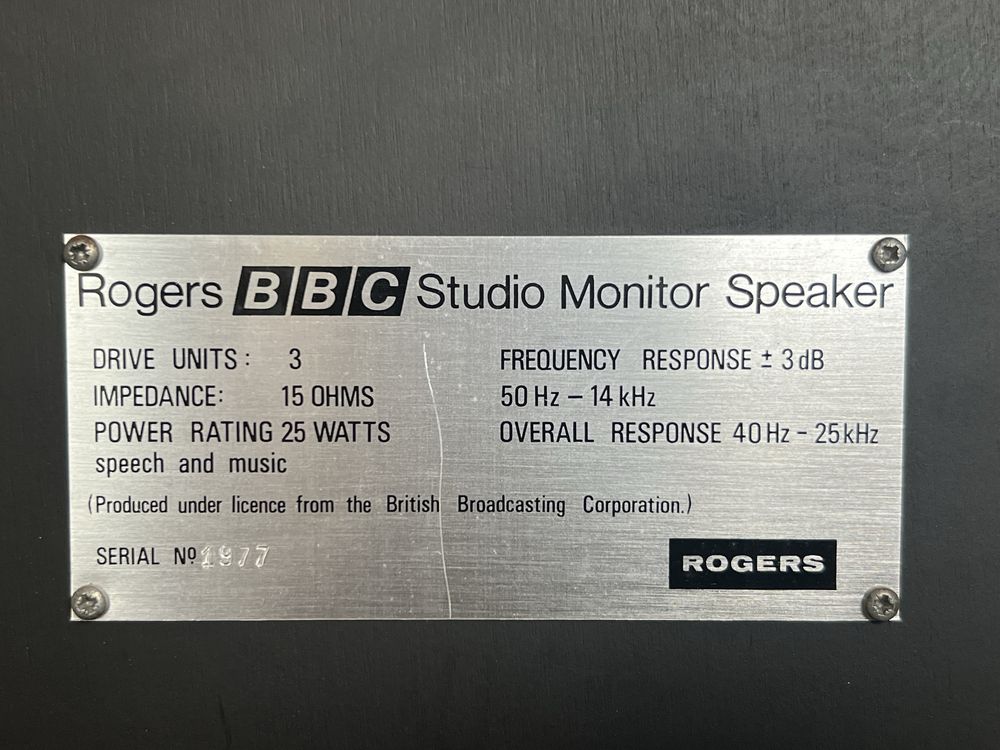 Rogers BBC Studio Monitor Speaker
DRIVE UNITS: 3
IMPEDANCE: 15 OHMS
POWER RATING 25 WATTS
speech and music
FREQUENCY RESPONSE ± 3 dB
50 Hz – 14 kHz
OVERALL RESPONSE 40 Hz – 25 kHz
(Produced under licence from the British Broadcasting Corporation.)
SERIAL Nº 1977
ROGERS